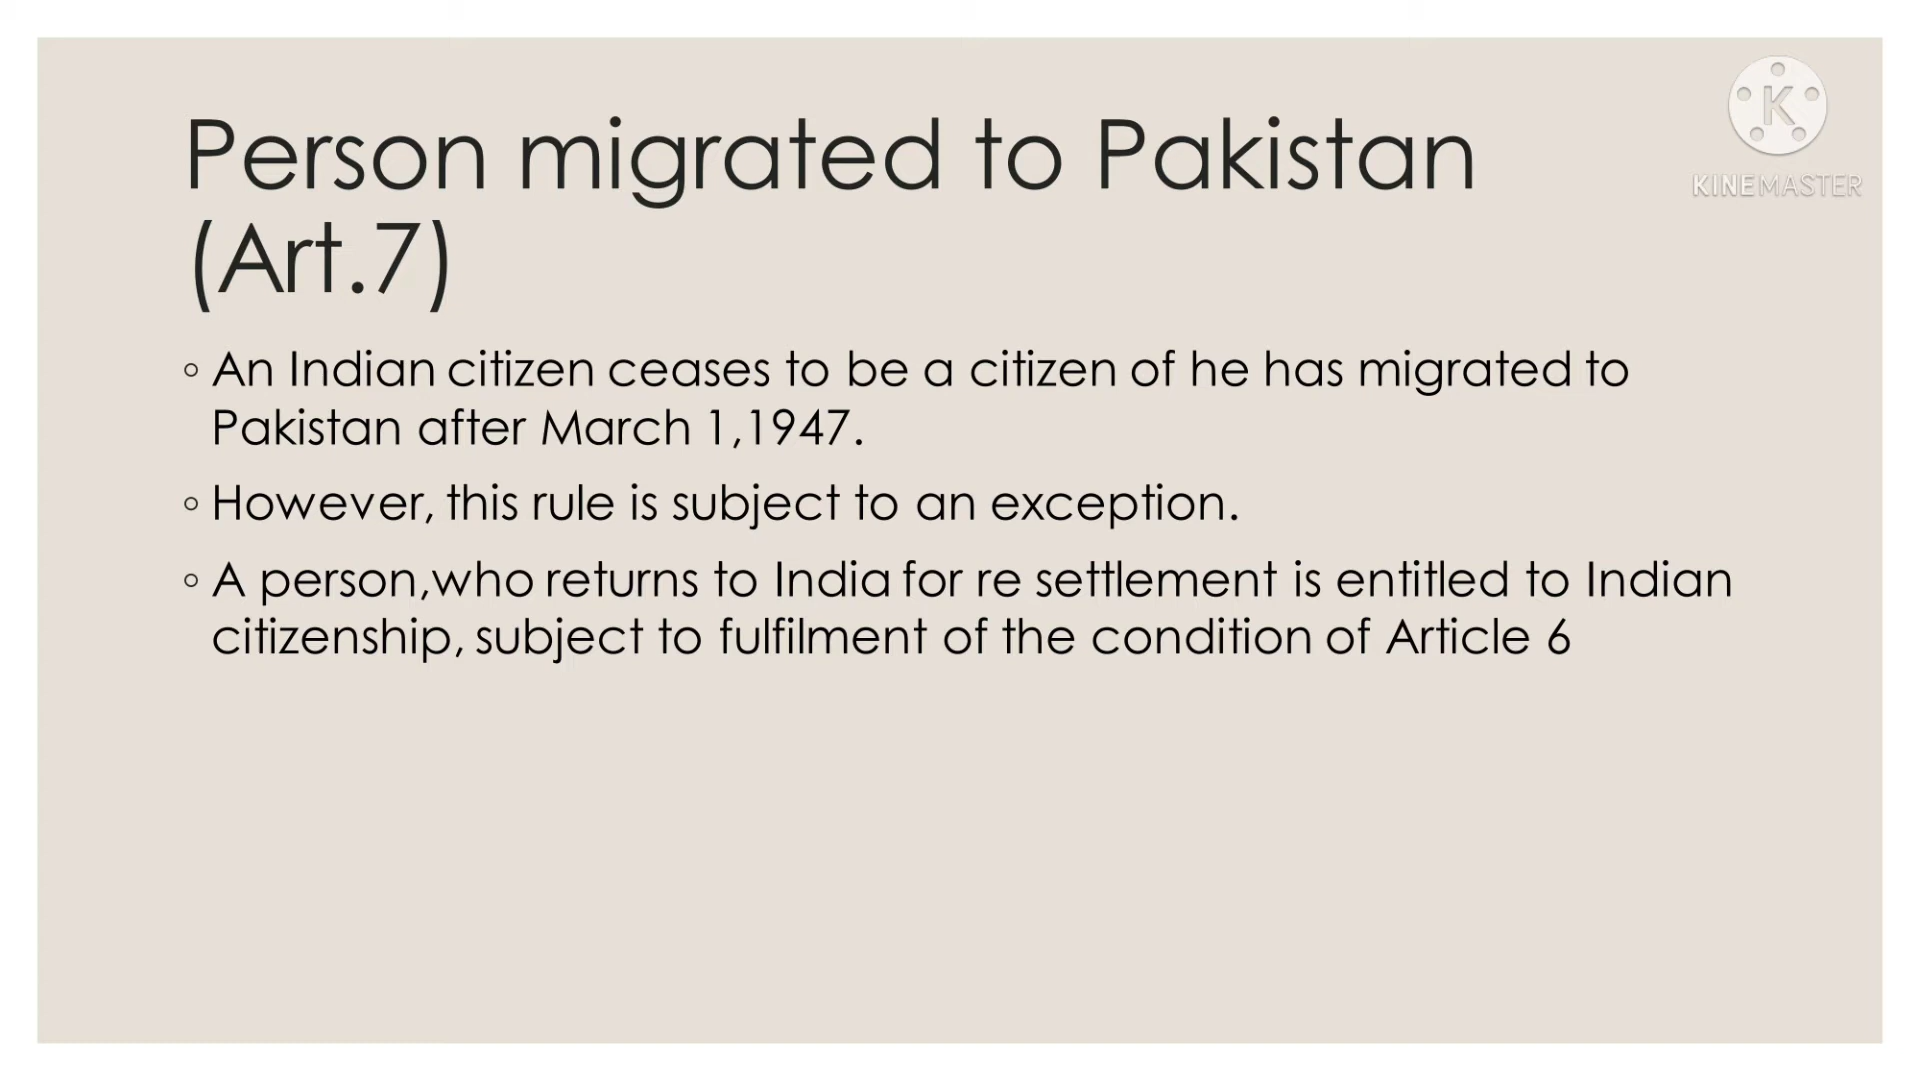 Person migrated to Pakistan
(Art.7)
K
KINEMASTER
◦ An Indian citizen ceases to be a citizen of he has migrated to
Pakistan after March 1,1947.
◦ However, this rule is subject to an exception.
◦ A person,who returns to India for re settlement is entitled to Indian
citizenship, subject to fulfilment of the condition of Article 6